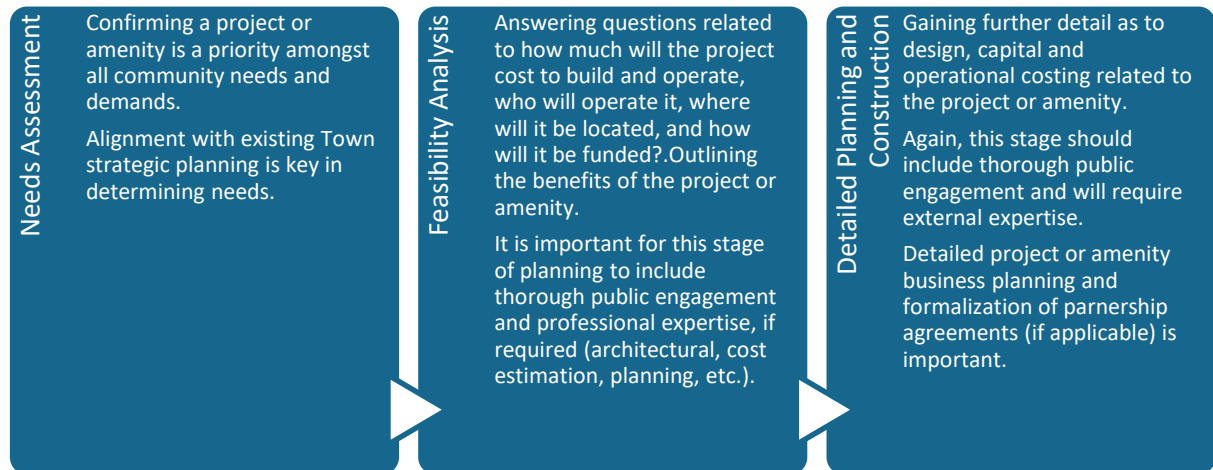 Needs Assessment
Confirming a project or
amenity is a priority amongst
all community needs and
demands.
Alignment with existing Town
strategic planning is key in
determining needs.
Feasibility Analysis
Answering questions related
to how much will the project
cost to build and operate,
who will operate it, where
will it be located, and how
will it be funded?.Outlining
the benefits of the project or
amenity.
It is important for this stage
of planning to include
thorough public engagement
and professional expertise, if
required (architectural, cost
estimation, planning, etc.).
Detailed Planning and
Construction
Gaining further detail as to
design, capital and
operational costing related to
the project or amenity.
Again, this stage should
include thorough public
engagement and will require
external expertise.
Detailed project or amenity
business planning and
formalization of parnership
agreements (if applicable) is
important.